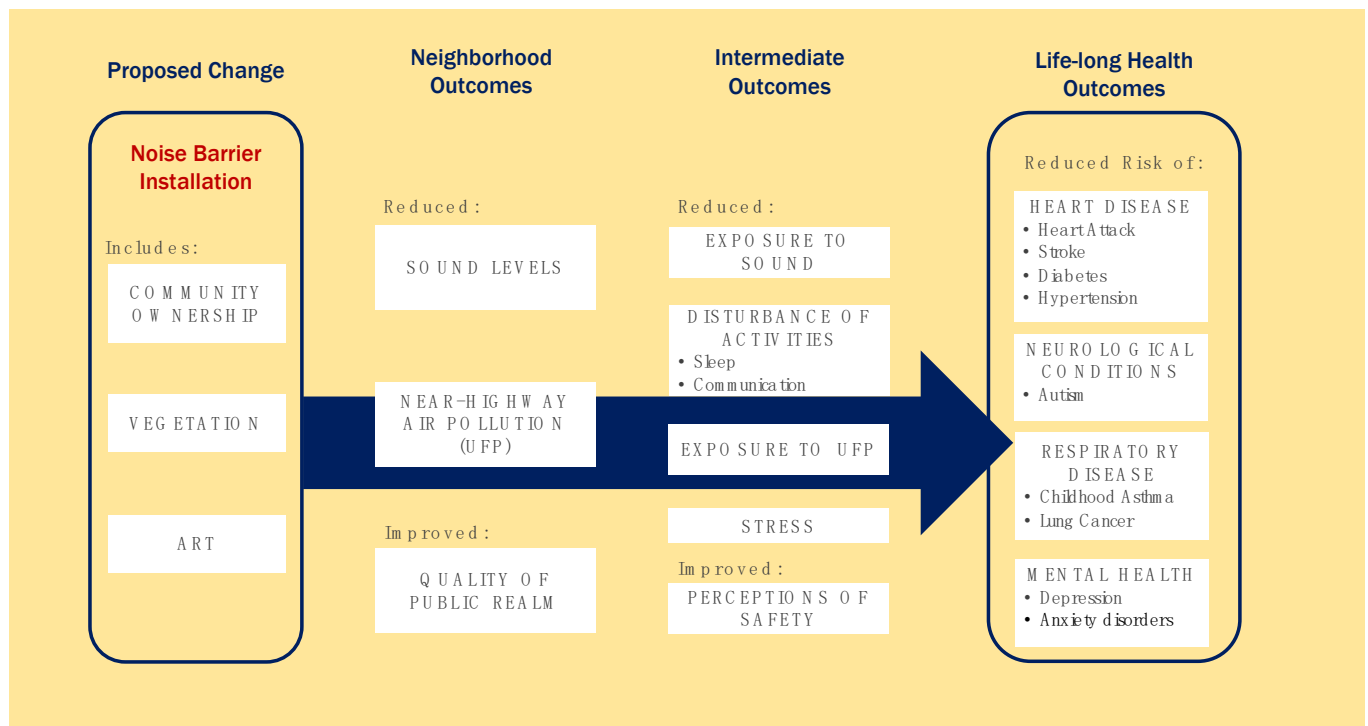 Proposed Change
Noise Barrier
Installation
Includes:
COMMUNITY
OWNERSHIP
VEGETATION
ART
Neighborhood
Outcomes
Reduced:
SOUND LEVELS
NEAR-HIGHWAY
AIR POLLUTION
(UFP)
Improved:
QUALITY OF
PUBLIC REALM
Intermediate
Outcomes
Reduced:
EXPOSURE TO
SOUND
DISTURBANCE OF
ACTIVITIES
• Sleep
• Communication
EXPOSURE TO UFP
STRESS
Improved:
PERCEPTIONS OF
SAFETY
Life-long Health
Outcomes
Reduced Risk of:
HEART DISEASE
• Heart Attack
• Stroke
• Diabetes
• Hypertension
NEUROLOGICAL
CONDITIONS
• Autism
RESPIRATORY
DISEASE
• Childhood Asthma
• Lung Cancer
MENTAL HEALTH
• Depression
• Anxiety disorders